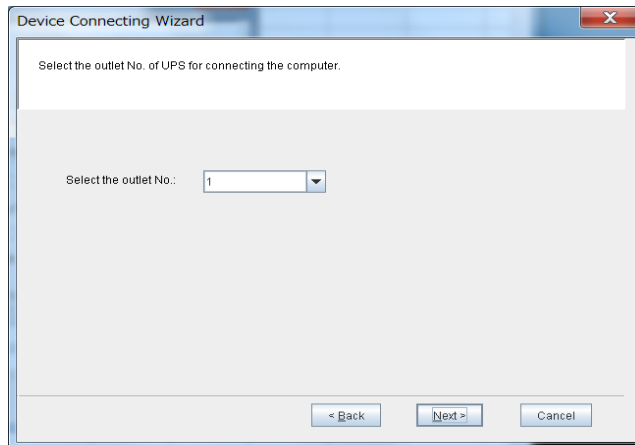 Device Connecting Wizard
Select the outlet No. of UPS for connecting the computer.
Select the outlet No.: 1
< Back Next > Cancel